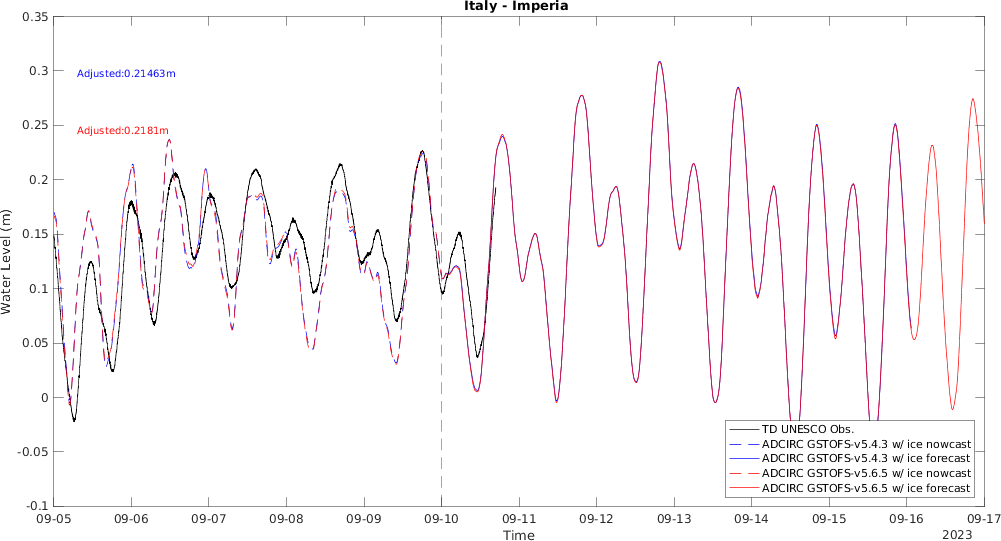 Italy - Imperia
0.35
0.3
0.25
0.2
0.15
0.1
0.05
0
-0.05
-0.1
Water Level (m)
Adjusted:0.21463m
Adjusted:0.2181m
TD UNESCO Obs.
ADCIRC GSTOFS-v5.4.3 w/ ice nowcast
ADCIRC GSTOFS-v5.4.3 w/ ice forecast
ADCIRC GSTOFS-v5.6.5 w/ ice nowcast
ADCIRC GSTOFS-v5.6.5 w/ ice forecast
09-05 09-06 09-07 09-08 09-09 09-10 09-11 09-12 09-13 09-14 09-15 09-16 09-17
Time
2023